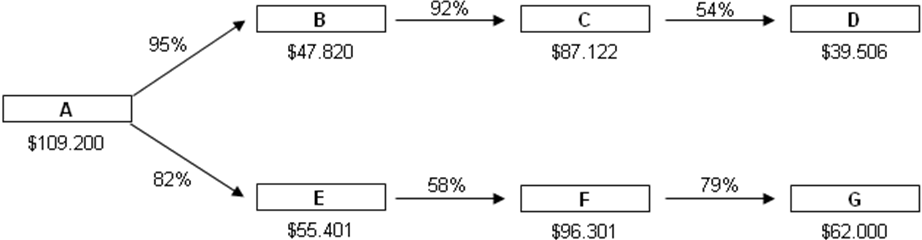 B 92% C 54% D
95%
$47.820 $87.122 $39.506
A
$109.200
82%
E 58% F 79% G
$55.401 $96.301 $62.000